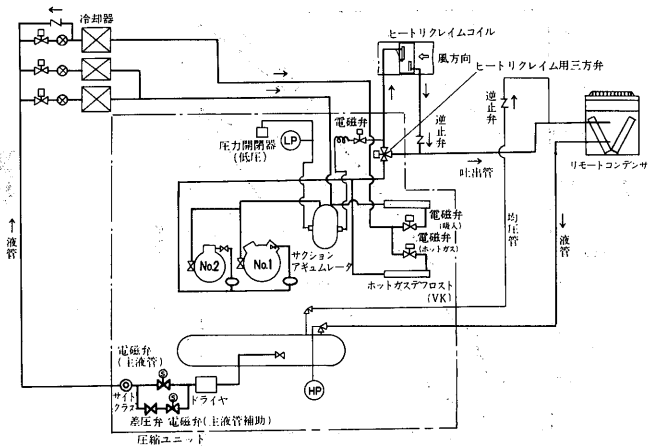 冷却器
ヒートリクレイムコイル
風方向
ヒートリクレイム用三方弁
逆止弁
電磁弁
逆止弁
圧力開閉器
(低圧)
LP
リモートコンデンサ
吐出管
液管
電磁弁
(吸入)
電磁弁
(ホットガス)
均圧管
液管
No.2
No.1
サクション
アキュムレータ
ホットガスデフロスト
(VK)
電磁弁
(主液管)
S
サイト
グラス
ドライヤ
HP
S
差圧弁
電磁弁(主液管補助)
圧縮ユニット